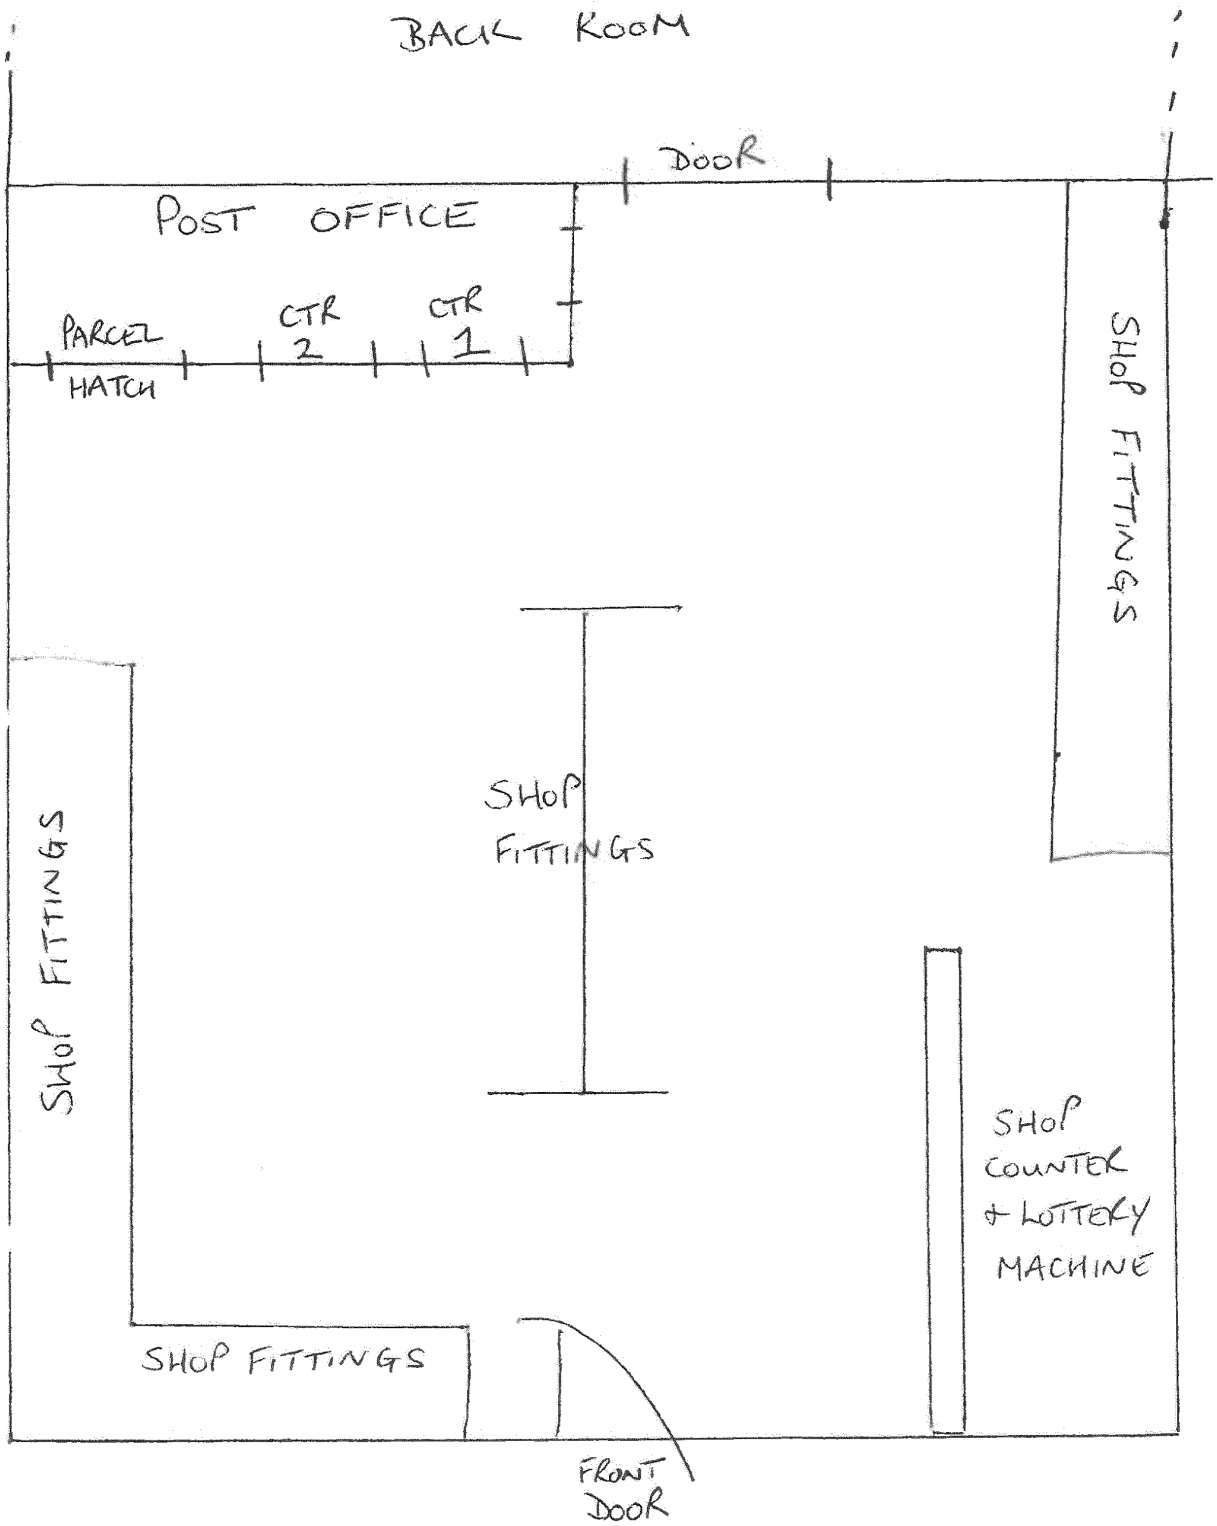 BACK ROOM
DOOR
POST OFFICE
PARCEL
HATCH
CTR
2
CTR
1
SHOP FITTINGS
SHOP
FITTINGS
SHOP FITTINGS
SHOP
COUNTER
& LOTTERY
MACHINE
SHOP FITTINGS
FRONT
DOOR